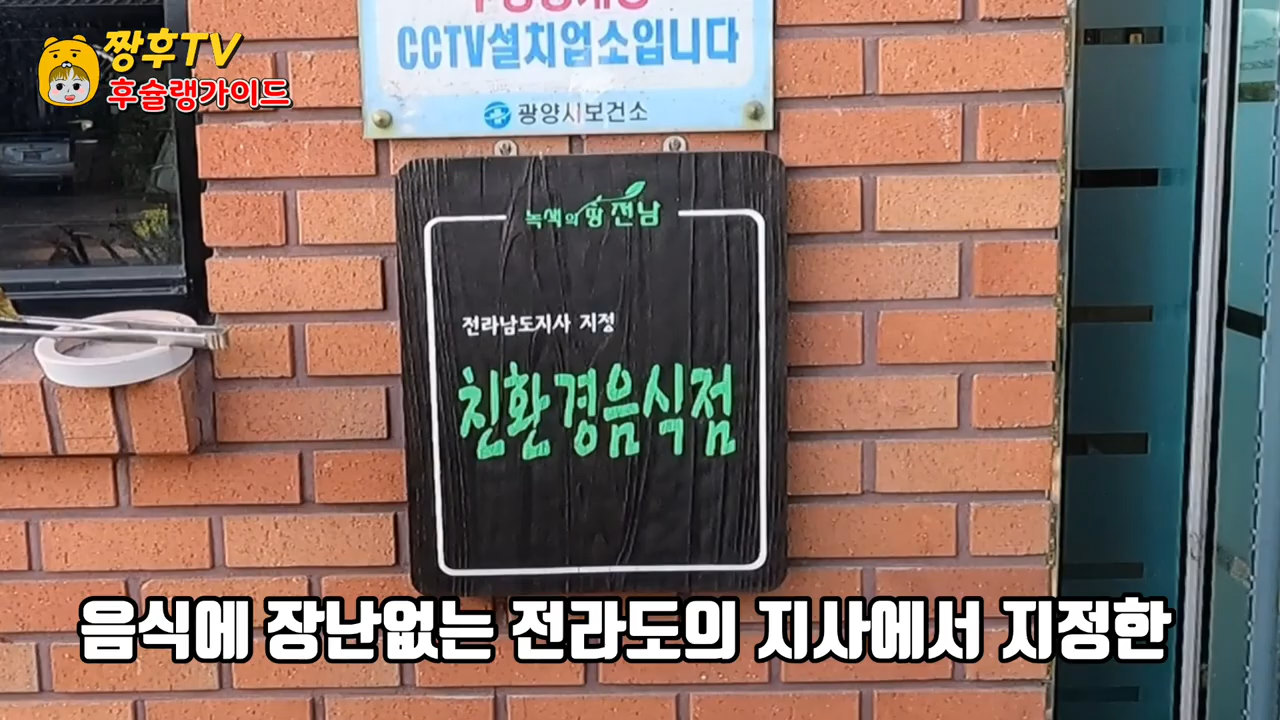 짱후TV
후슐랭가이드
CCTV설치업소입니다
광양시보건소
녹색의 땅 전남
전라남도지사 지정
친환경음식점
음식에 장난없는 전라도의 지사에서 지정한